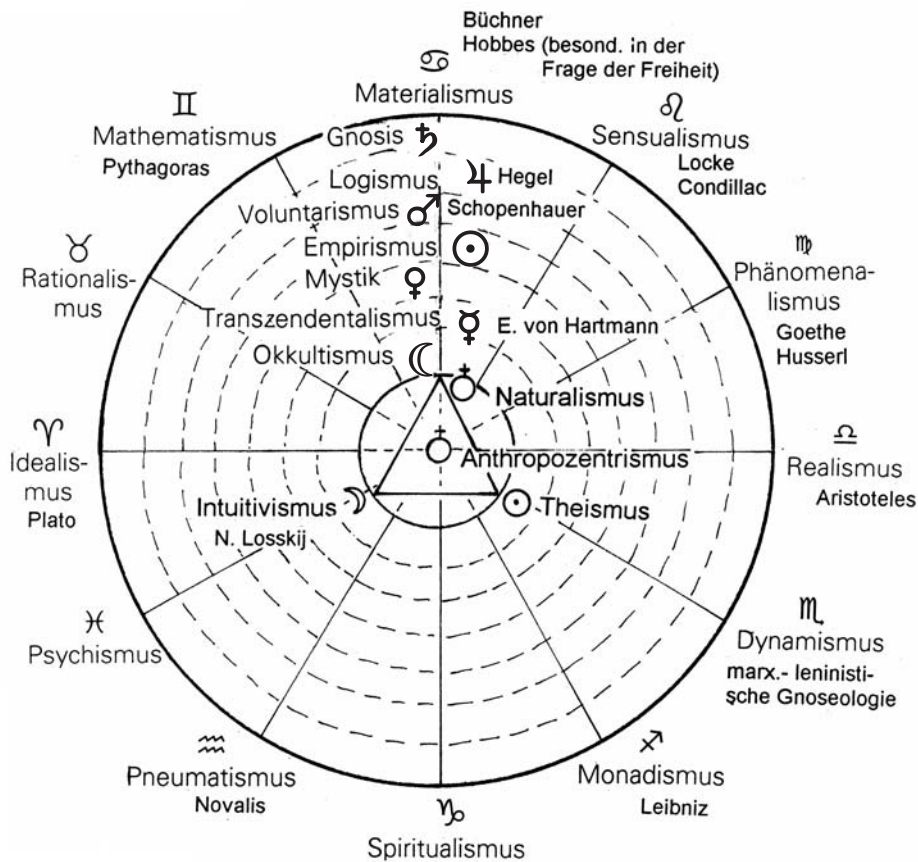 Büchner
Hobbes (besond. in der
Frage der Freiheit)
♋
Materialismus
♊
Mathematismus
Pythagoras
♌
Sensualismus
Locke
Condillac
Gnosis ♄
Logismus ♃ Hegel
Voluntarismus ♂ Schopenhauer
Empirismus ☉
Mystik ♀
Transzendentalismus ☿ E. von Hartmann
Okkultismus ☾
♉
Rationalis-
mus
♍
Phänomena-
lismus
Goethe
Husserl
Naturalismus
Anthropozentrismus
Intuitivismus ☽
N. Losskij
☉ Theismus
♈
Idealis-
mus
Plato
♎
Realismus
Aristoteles
♓
Psychismus
♏
Dynamismus
marx.- leninisti-
sche Gnoseologie
♒
Pneumatismus
Novalis
♐
Monadismus
Leibniz
♑
Spiritualismus